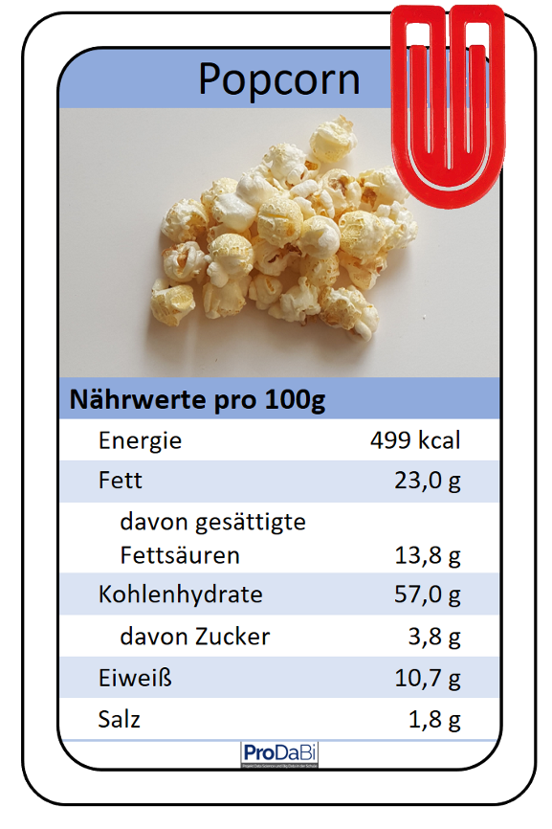 Popcorn
Nährwerte pro 100g
Energie 499 kcal
Fett 23,0 g
davon gesättigte
Fettsäuren 13,8 g
Kohlenhydrate 57,0 g
davon Zucker 3,8 g
Eiweiß 10,7 g
Salz 1,8 g
ProDaBi